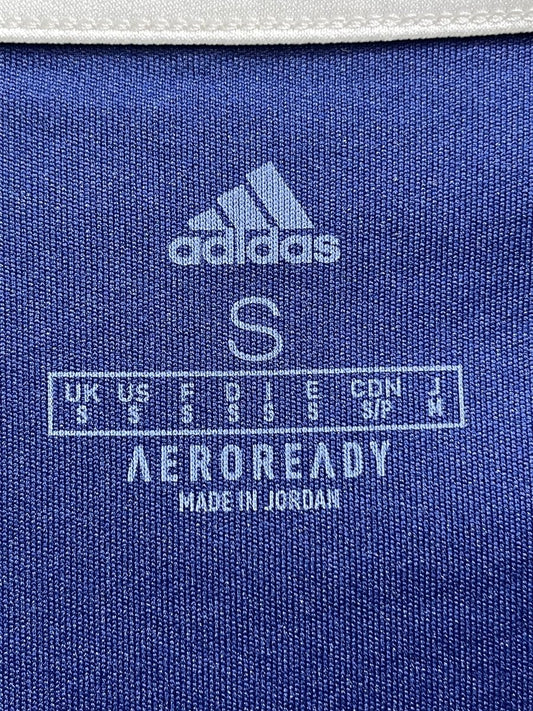 adidas
S
UK US F D I E CDN J
S S S S S S S/P M
AEROREADY
MADE IN JORDAN